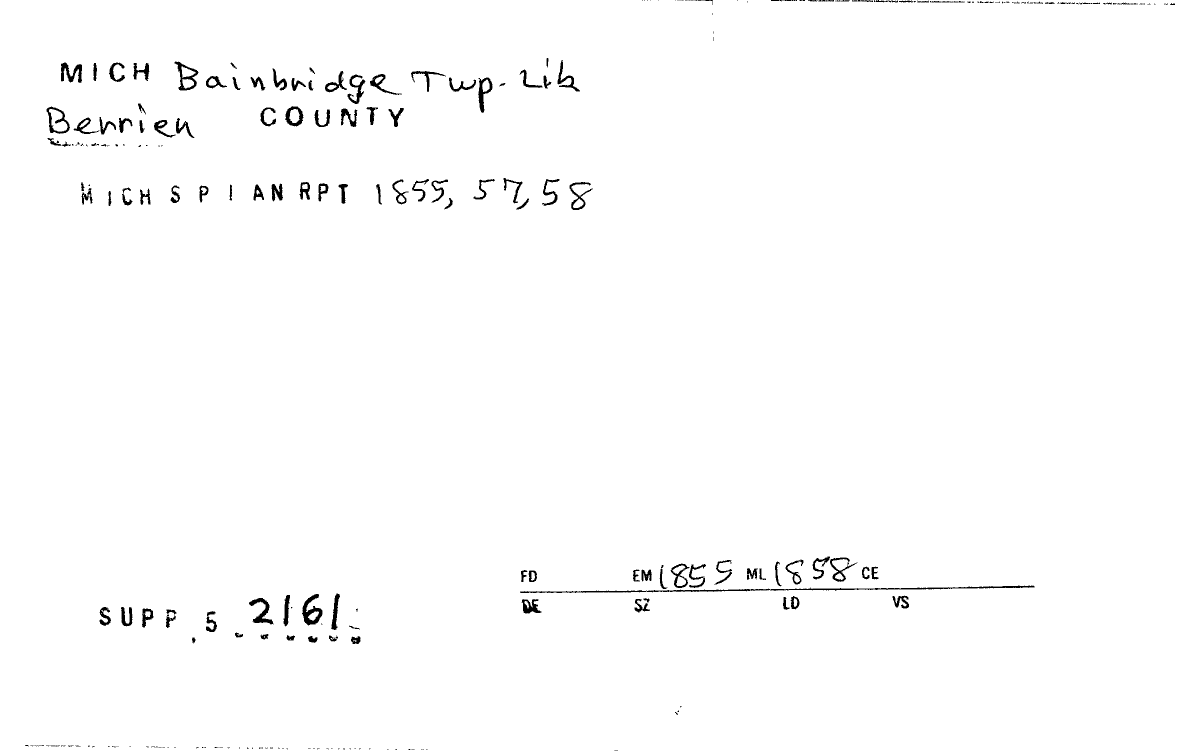 MICH Bainbridge Twp. Lib
Berrien COUNTY
MICH S P I AN RPT 1855, 57, 58
FD EM 1855 ML 1858 CE
DE SZ LD VS
SUPP. 5 2161